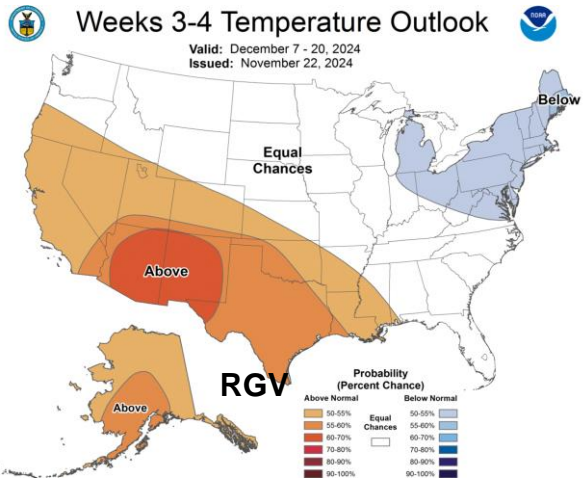 Weeks 3-4 Temperature Outlook
Valid: December 7 - 20, 2024
Issued: November 22, 2024
NOAA
Below
Equal
Chances
Above
Above
RGV
Probability
(Percent Chance)
Above Normal
Equal
Chances
Below Normal
50-55%
55-60%
60-70%
70-80%
80-90%
90-100%
50-55%
55-60%
60-70%
70-80%
80-90%
90-100%